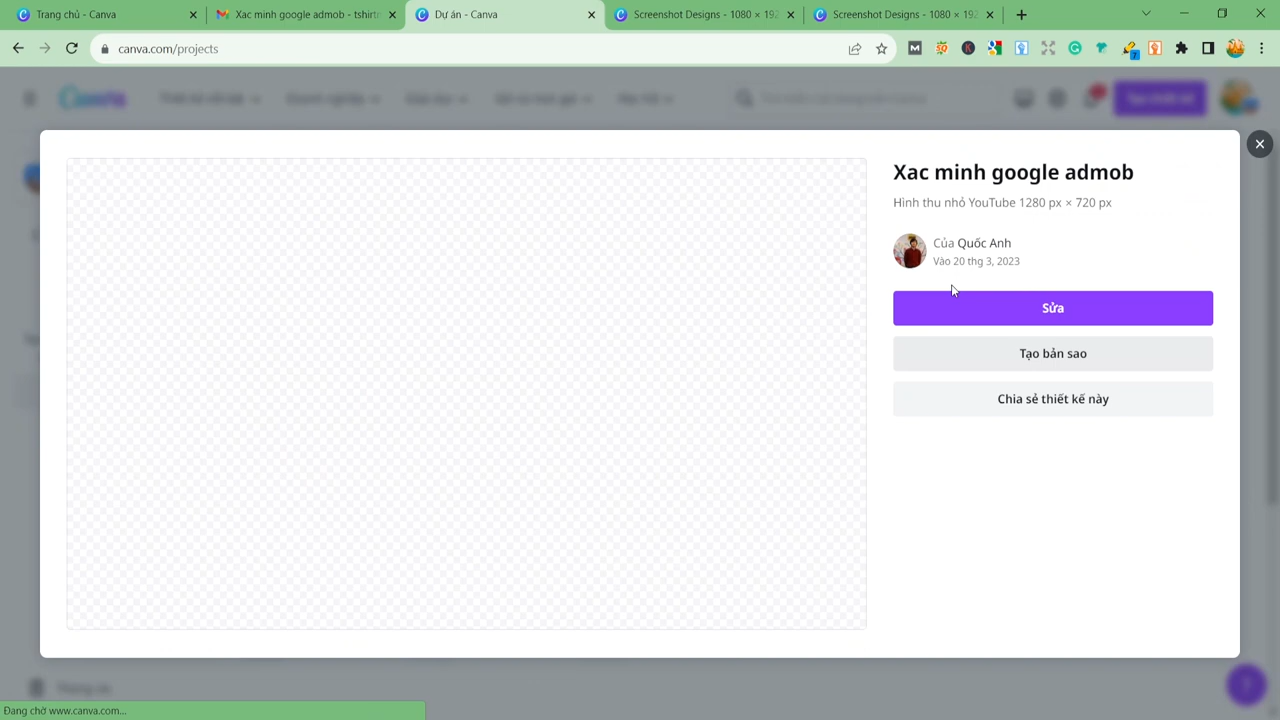 Trang chủ - Canva
Xac minh google admob - tshirtr
Dự án - Canva
Screenshot Designs - 1080 × 192
Screenshot Designs - 1080 × 192
canva.com/projects
Canva
Xac minh google admob
Hình thu nhỏ YouTube 1280 px × 720 px
Của Quốc Anh
Vào 20 thg 3, 2023
Sửa
Tạo bản sao
Chia sẻ thiết kế này
Đang chờ www.canva.com...